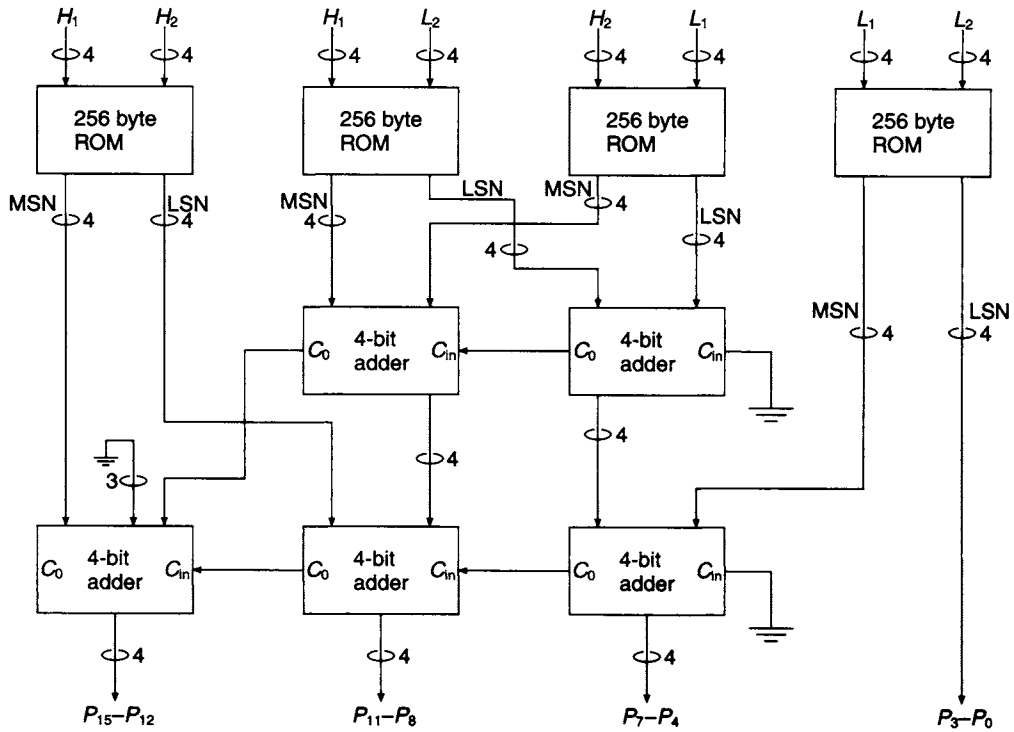 H₁ H₂ H₁ L₂ H₂ L₁ L₁ L₂
4 4 4 4 4 4 4 4
256 byte
ROM
256 byte
ROM
256 byte
ROM
256 byte
ROM
MSN 4 LSN 4
MSN 4 LSN 4
MSN 4 LSN 4
MSN 4 LSN 4
C₀ 4-bit adder Cin
C₀ 4-bit adder Cin
4 4
3
C₀ 4-bit adder Cin
C₀ 4-bit adder Cin
C₀ 4-bit adder Cin
4 4 4
P₁₅–P₁₂ P₁₁–P₈ P₇–P₄ P₃–P₀